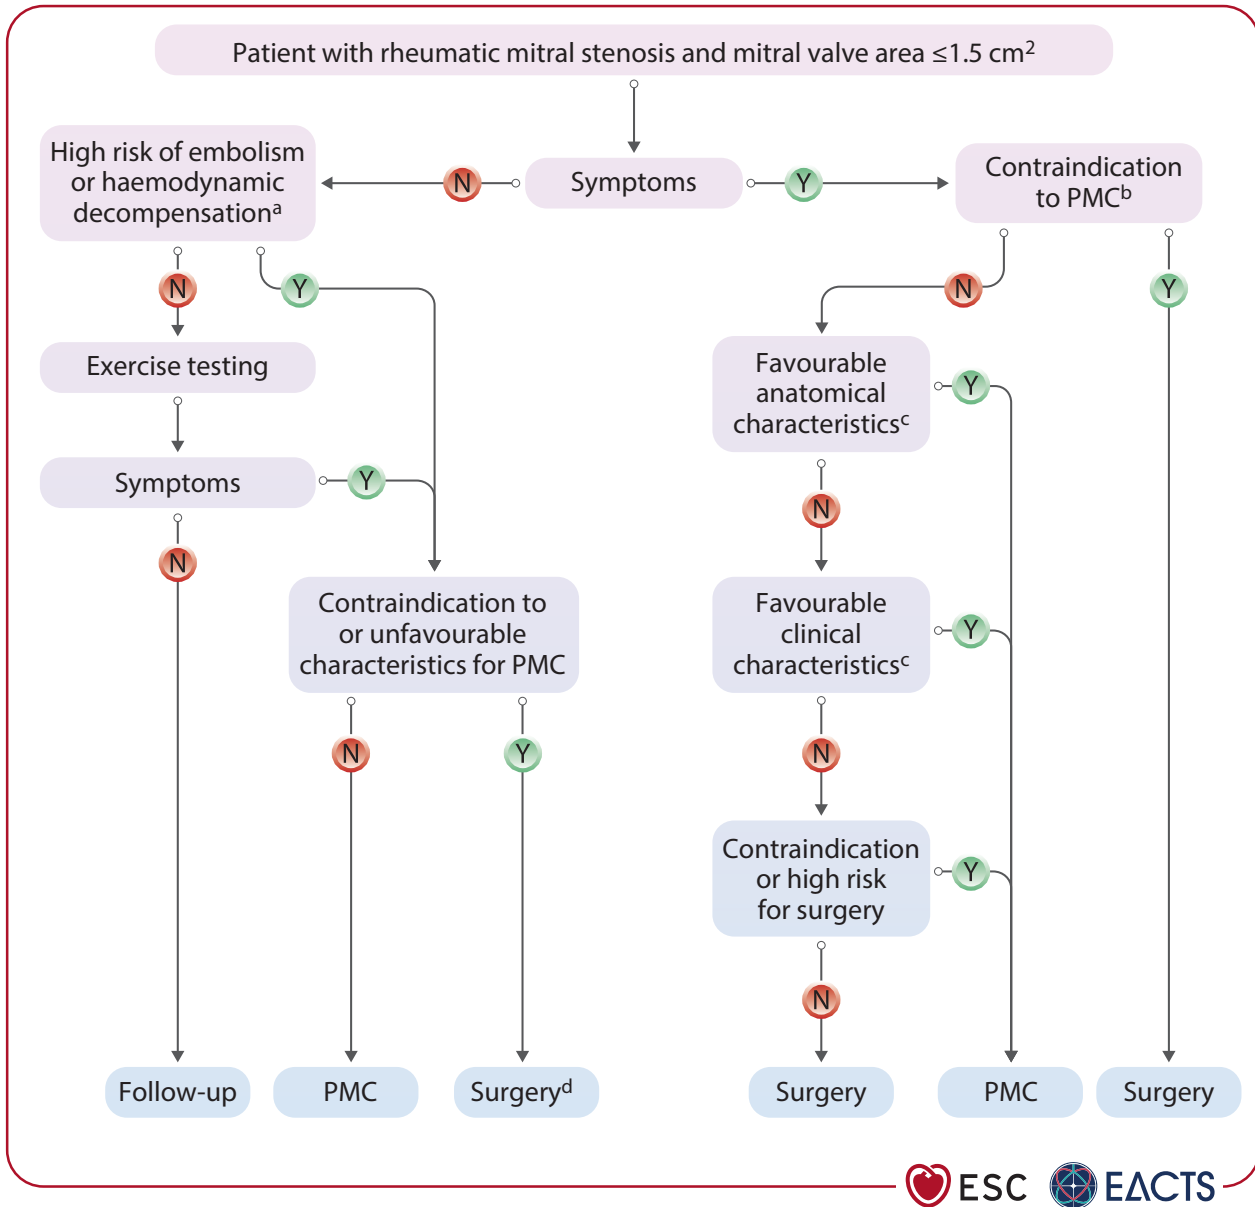 Patient with rheumatic mitral stenosis and mitral valve area ≤1.5 cm²
High risk of embolism
or haemodynamic
decompensationᵃ
N
Symptoms
Y
Contraindication
to PMCᵇ
N
Y
N
Y
Exercise testing
Favourable
anatomical
characteristicsᶜ
Y
Symptoms
Y
N
N
Contraindication to
or unfavourable
characteristics for PMC
Favourable
clinical
characteristicsᶜ
Y
N
Y
N
Contraindication
or high risk
for surgery
Y
N
Follow-up
PMC
Surgeryᵈ
Surgery
PMC
Surgery
ESC
EACTS